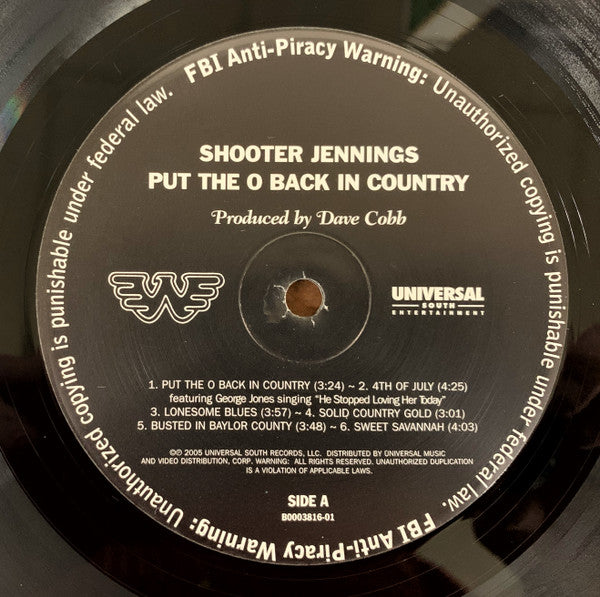 FBI Anti-Piracy Warning: Unauthorized copying is punishable under federal law.
FBI Anti-Piracy Warning: Unauthorized copying is punishable under federal law.
SHOOTER JENNINGS
PUT THE O BACK IN COUNTRY
Produced by Dave Cobb
W
UNIVERSAL
SOUTH
ENTERTAINMENT
1. PUT THE O BACK IN COUNTRY (3:24) ~ 2. 4TH OF JULY (4:25)
featuring George Jones singing "He Stopped Loving Her Today"
3. LONESOME BLUES (3:57) ~ 4. SOLID COUNTRY GOLD (3:01)
5. BUSTED IN BAYLOR COUNTY (3:48) ~ 6. SWEET SAVANNAH (4:03)
©℗ 2005 UNIVERSAL SOUTH RECORDS, LLC. DISTRIBUTED BY UNIVERSAL MUSIC
AND VIDEO DISTRIBUTION, CORP. WARNING: ALL RIGHTS RESERVED. UNAUTHORIZED DUPLICATION
IS A VIOLATION OF APPLICABLE LAWS.
SIDE A
B0003816-01